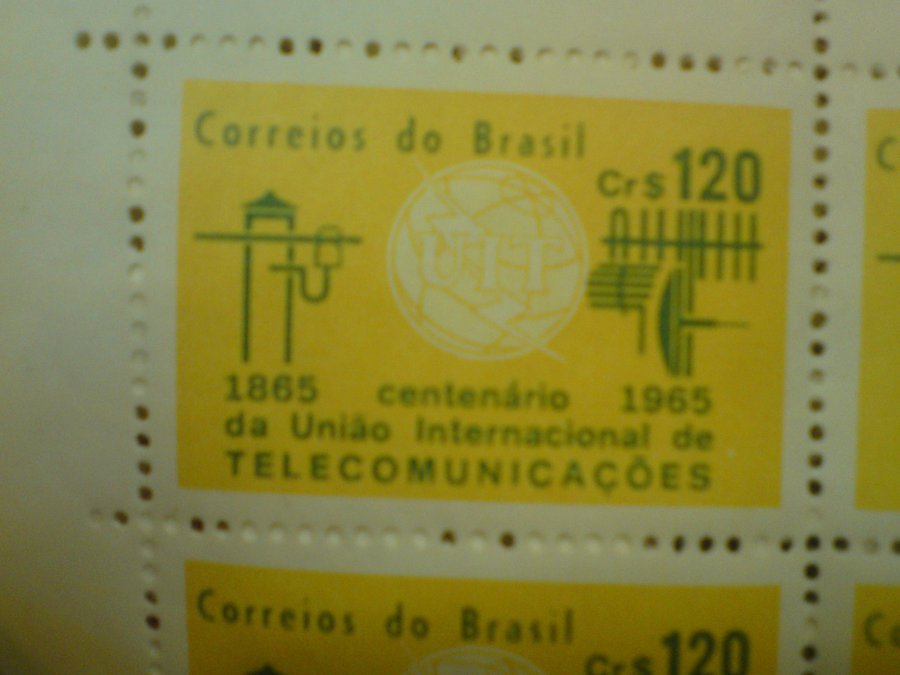 Correios do Brasil
Cr$ 120
UIT
1865 centenário 1965
da União Internacional de
TELECOMUNICAÇÕES
C
Correios do Brasil
Cr$ 120
Co